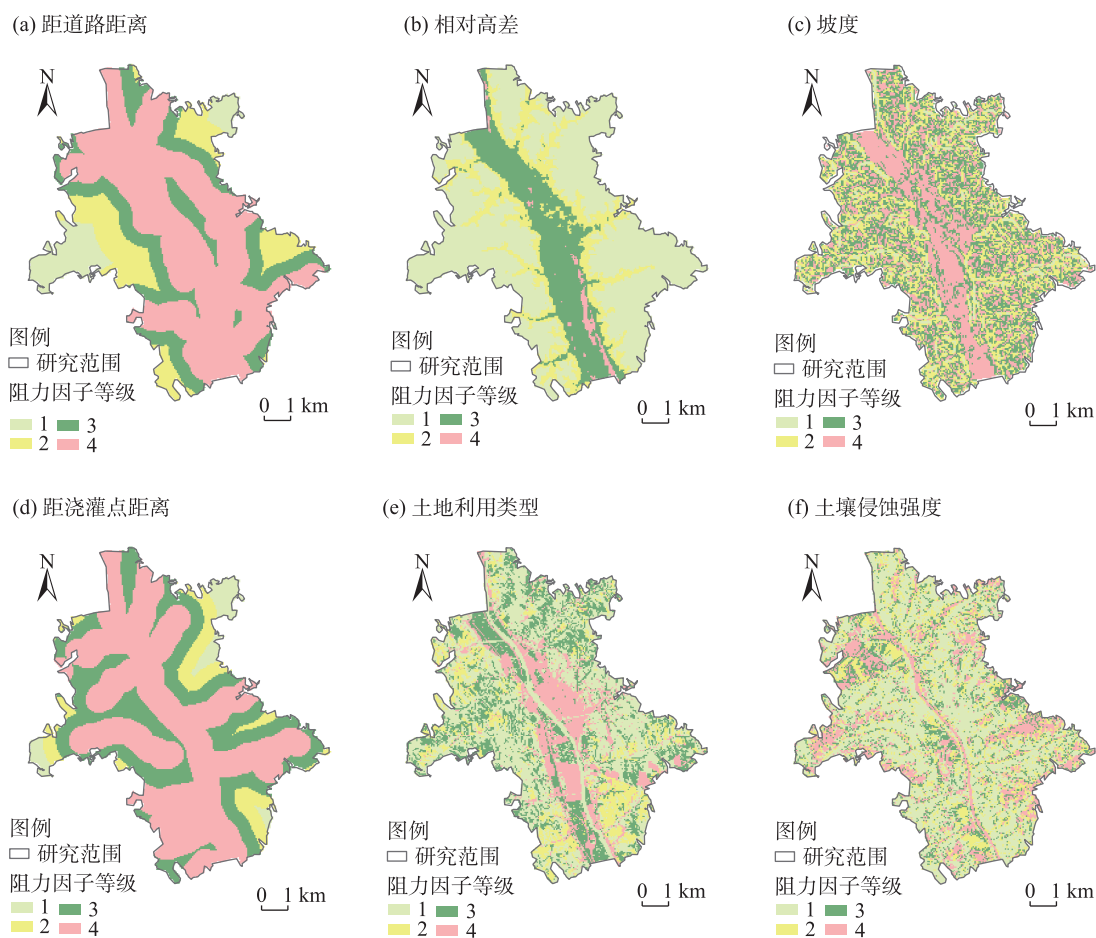 (a) 距道路距离
(b) 相对高差
(c) 坡度
N
N
N
图例
研究范围
阻力因子等级
1 3
2 4
0 1 km
图例
研究范围
阻力因子等级
1 3
2 4
0 1 km
图例
研究范围
阻力因子等级
1 3
2 4
0 1 km
(d) 距浇灌点距离
(e) 土地利用类型
(f) 土壤侵蚀强度
N
N
N
图例
研究范围
阻力因子等级
1 3
2 4
0 1 km
图例
研究范围
阻力因子等级
1 3
2 4
0 1 km
图例
研究范围
阻力因子等级
1 3
2 4
0 1 km